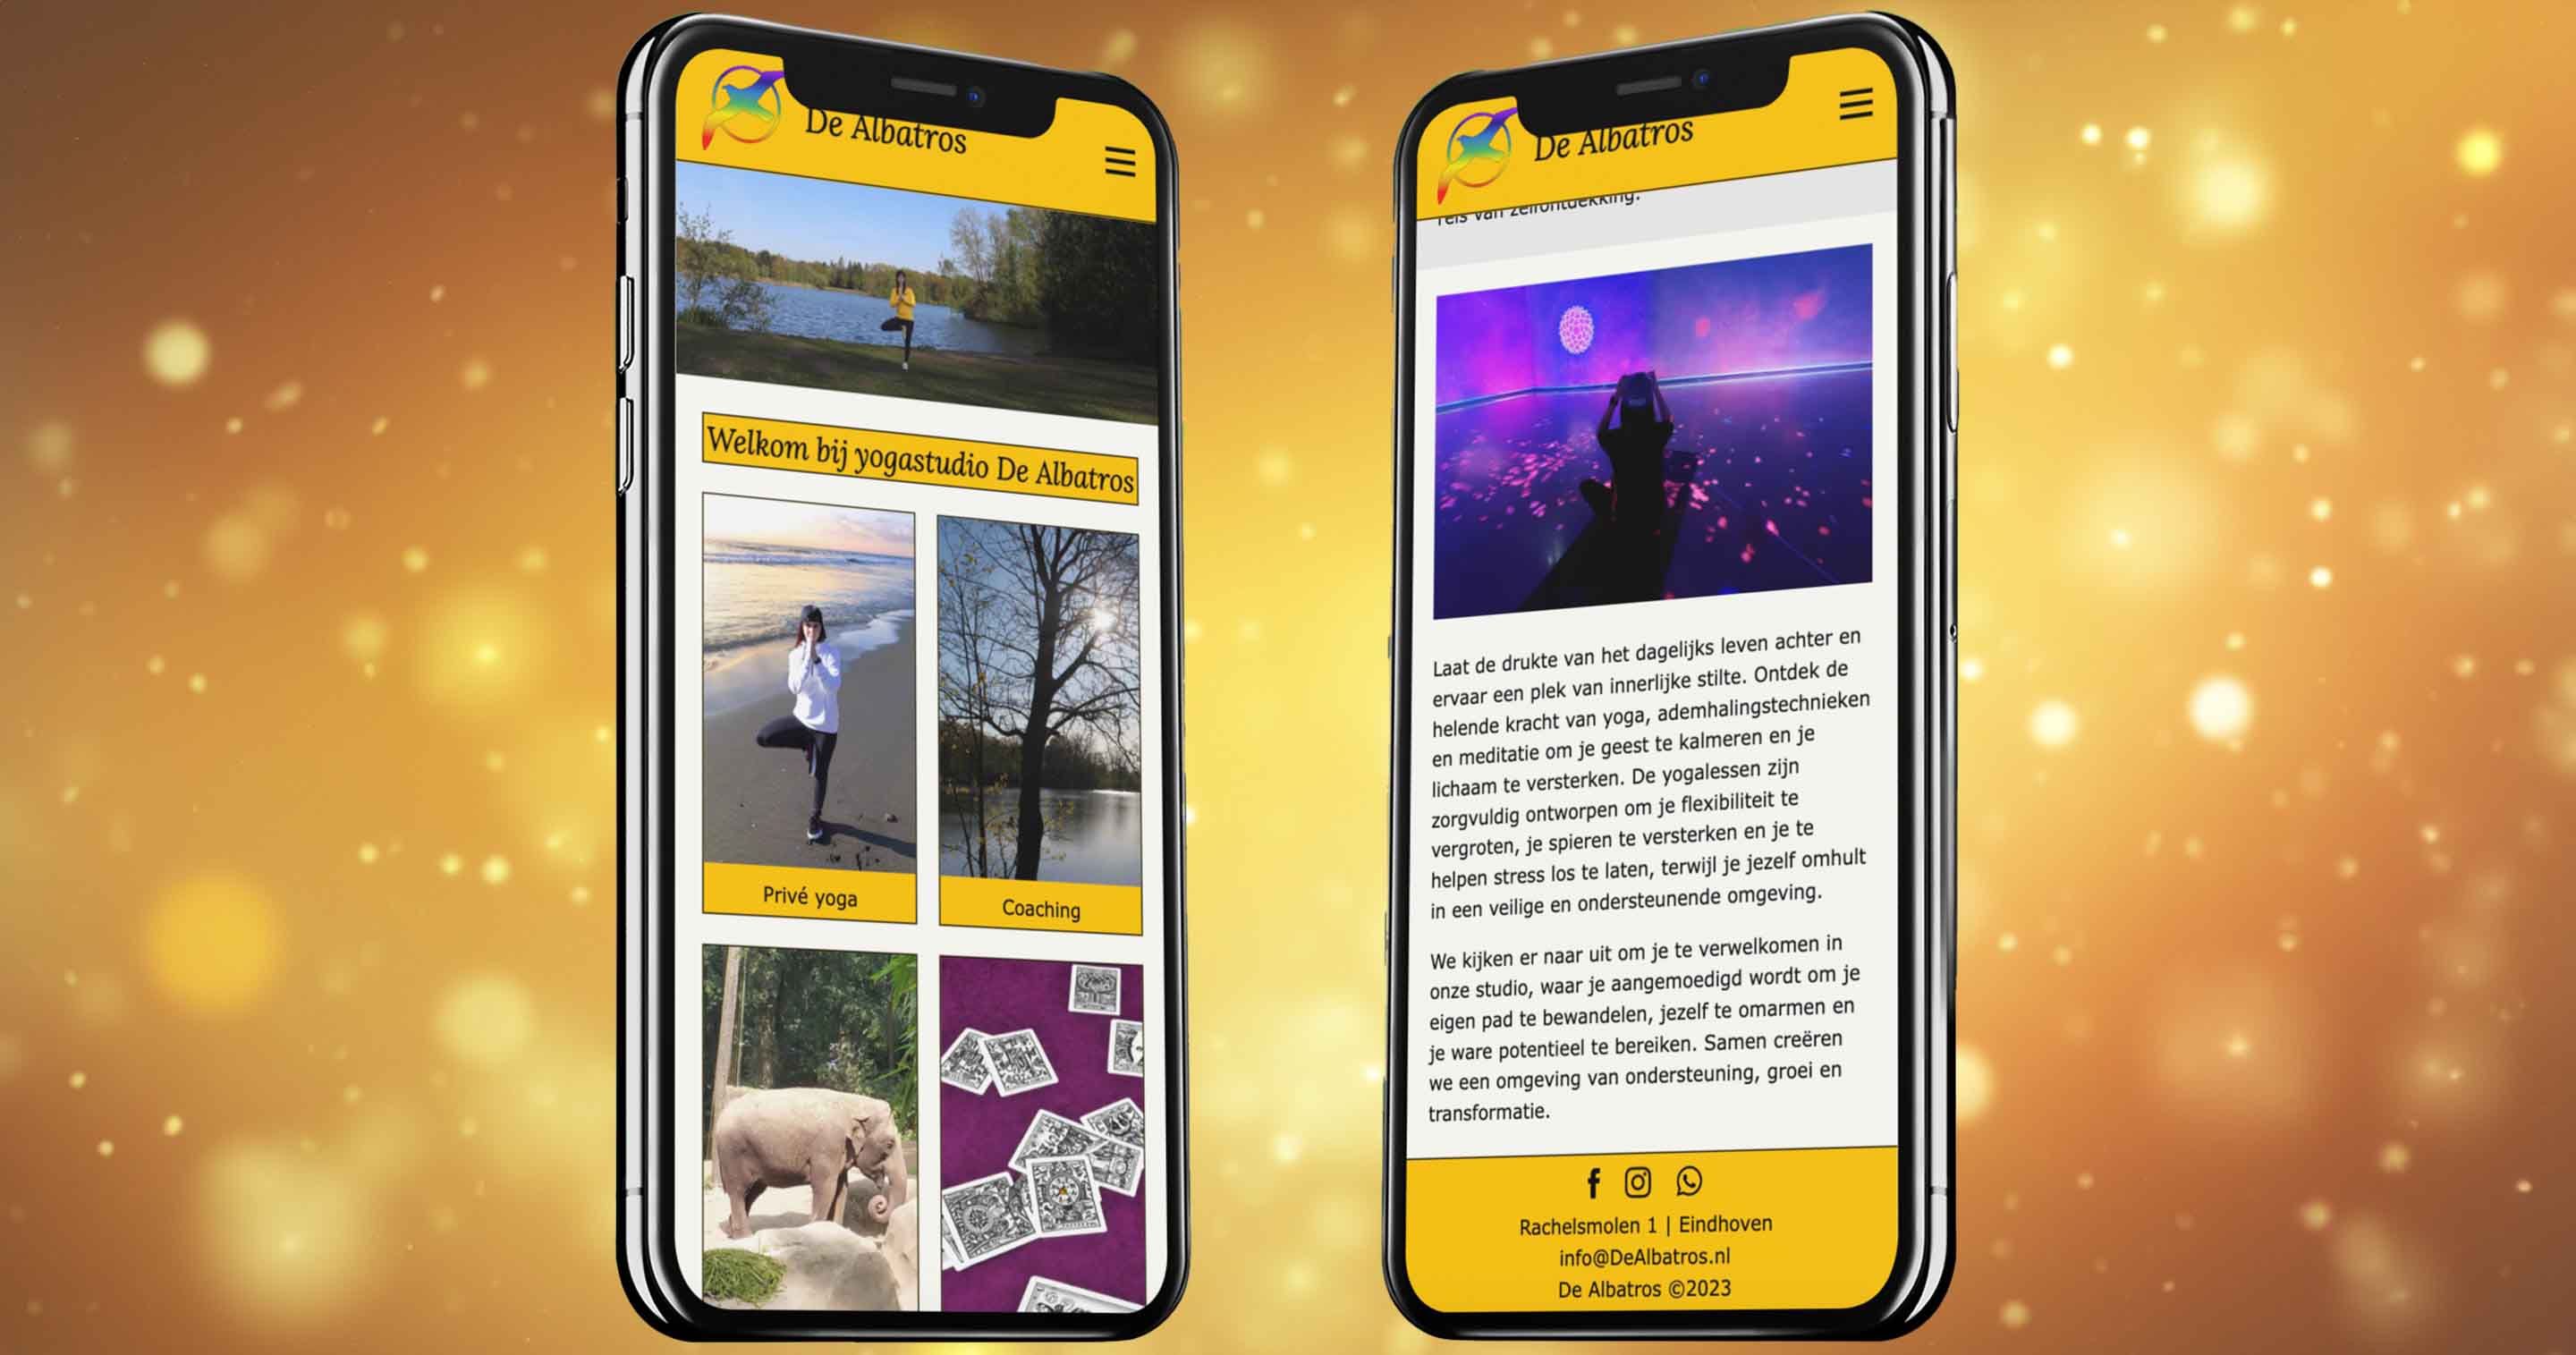 De Albatros
Welkom bij yogastudio De Albatros
Privé yoga
Coaching
De Albatros
reis van zelfontdekking.
Laat de drukte van het dagelijks leven achter en
ervaar een plek van innerlijke stilte. Ontdek de
helende kracht van yoga, ademhalingstechnieken
en meditatie om je geest te kalmeren en je
lichaam te versterken. De yogalessen zijn
zorgvuldig ontworpen om je flexibiliteit te
vergroten, je spieren te versterken en je te
helpen stress los te laten, terwijl je jezelf omhult
in een veilige en ondersteunende omgeving.
We kijken er naar uit om je te verwelkomen in
onze studio, waar je aangemoedigd wordt om je
eigen pad te bewandelen, jezelf te omarmen en
je ware potentieel te bereiken. Samen creëren
we een omgeving van ondersteuning, groei en
transformatie.
Rachelsmolen 1 | Eindhoven
info@DeAlbatros.nl
De Albatros ©2023